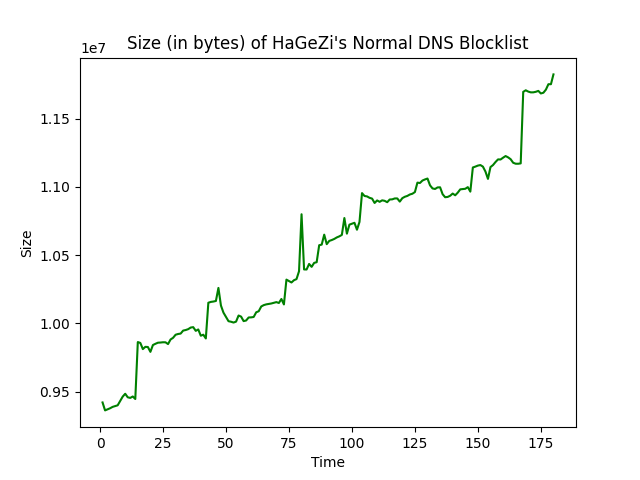 Size (in bytes) of HaGeZi's Normal DNS Blocklist
1e7
1.15
1.10
1.05
1.00
0.95
Size
0 25 50 75 100 125 150 175
Time